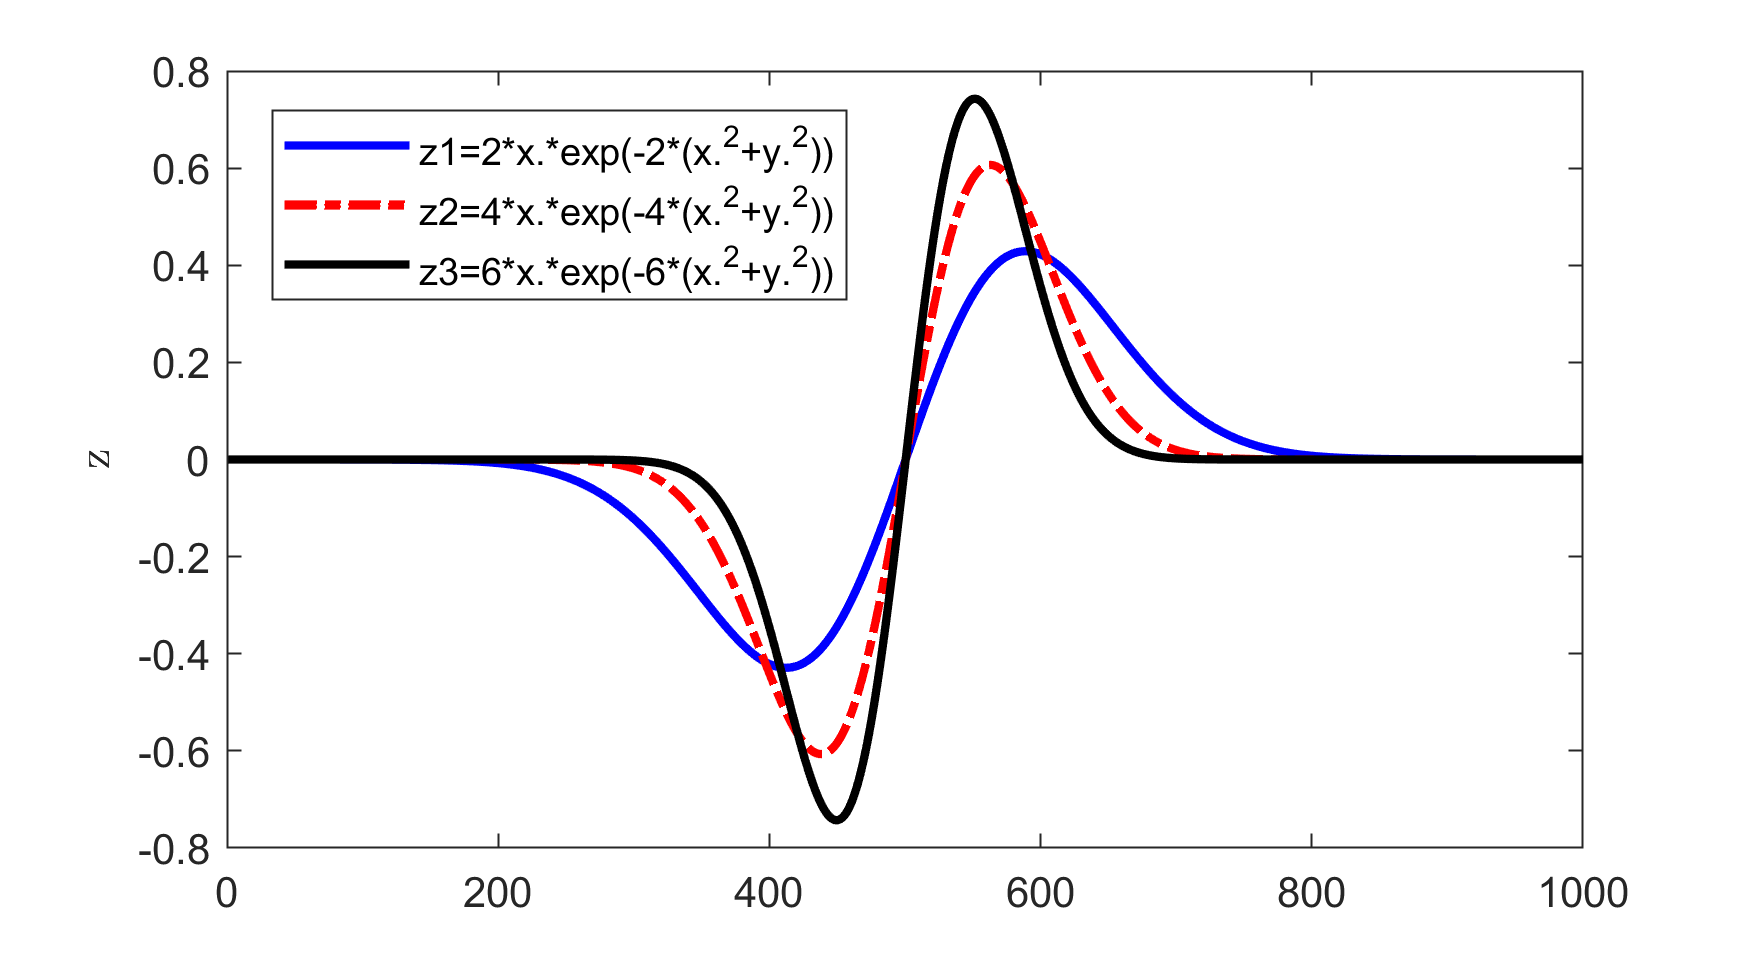 0.8
0.6
0.4
0.2
0
-0.2
-0.4
-0.6
-0.8
z
z1=2*x.*exp(-2*(x.²+y.²))
z2=4*x.*exp(-4*(x.²+y.²))
z3=6*x.*exp(-6*(x.²+y.²))
0 200 400 600 800 1000